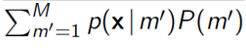 ∑_{m'=1}^{M} p(𝐱 | m')P(m')